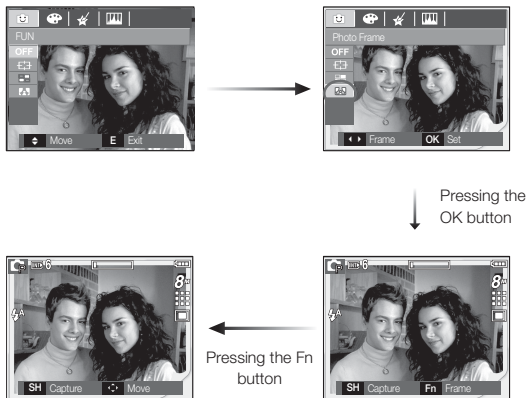 FUN
OFF
Move E Exit
Photo Frame
OFF
Frame OK Set
Pressing the
OK button
6
8
A
SH Capture Move
Pressing the Fn
button
6
8
A
SH Capture Fn Frame